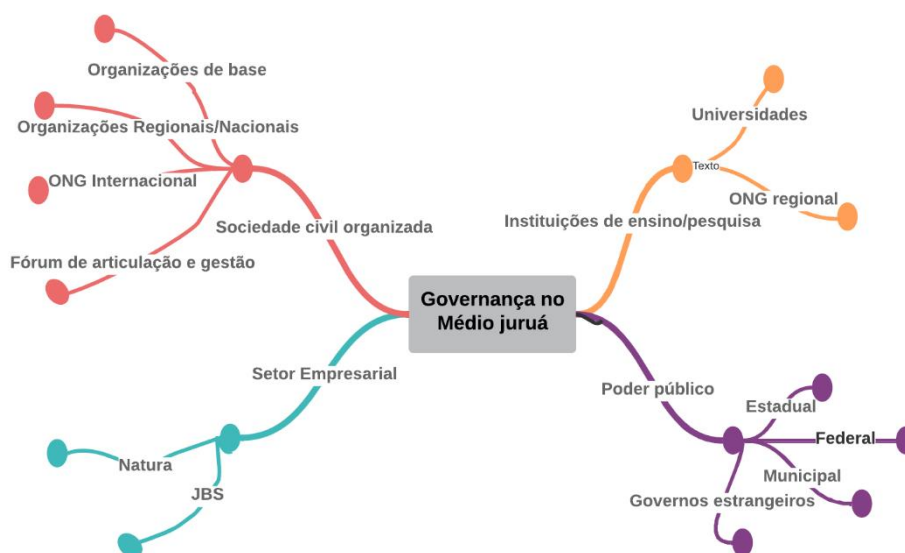 Organizações de base
Organizações Regionais/Nacionais
ONG Internacional
Sociedade civil organizada
Fórum de articulação e gestão
Universidades
Texto
ONG regional
Instituições de ensino/pesquisa
Governança no
Médio juruá
Setor Empresarial
Natura
JBS
Poder público
Estadual
Federal
Municipal
Governos estrangeiros